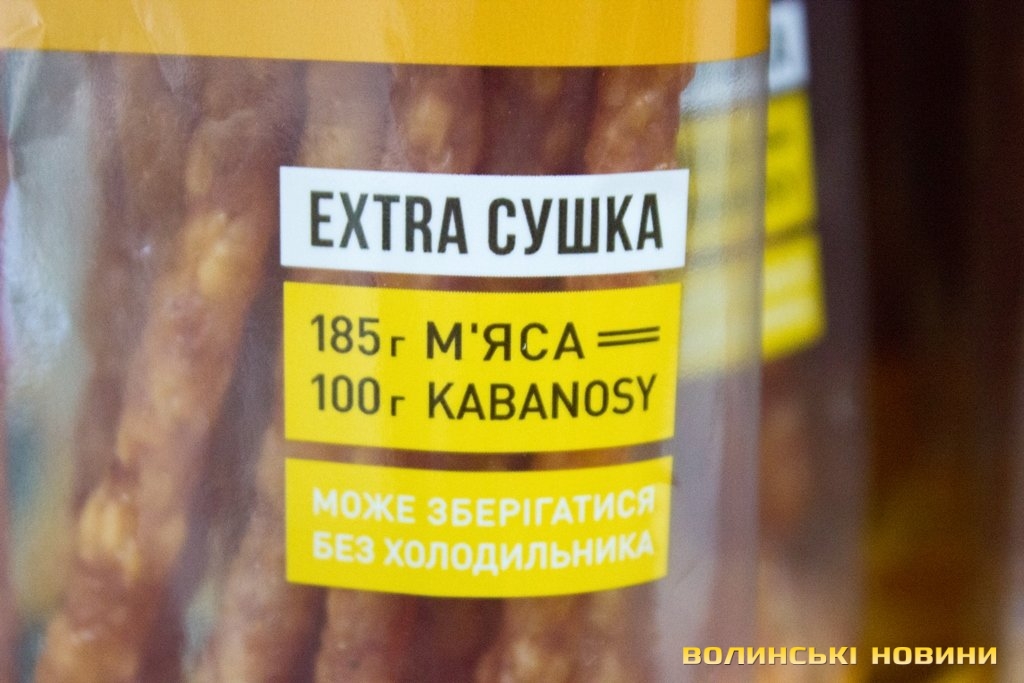 EXTRA СУШКА
185г М'ЯСА =
100г KABANOSY
МОЖЕ ЗБЕРІГАТИСЯ
БЕЗ ХОЛОДИЛЬНИКА
ВОЛИНСЬКІ НОВИНИ